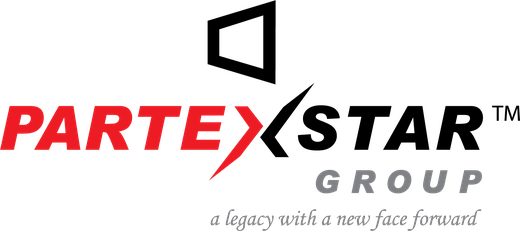 PARTEXSTAR™
GROUP
a legacy with a new face forward